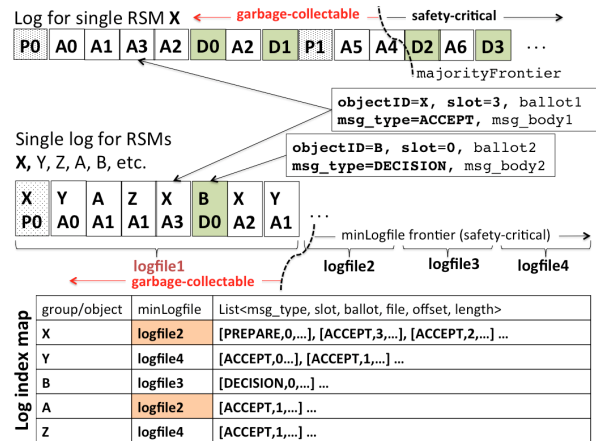 Log for single RSM X
garbage-collectable
safety-critical
P0 A0 A1 A3 A2 D0 A2 D1 P1 A5 A4 D2 A6 D3 ...
majorityFrontier
objectID=X, slot=3, ballot1
msg_type=ACCEPT, msg_body1
Single log for RSMs
X, Y, Z, A, B, etc.
objectID=B, slot=0, ballot2
msg_type=DECISION, msg_body2
X Y A Z X B X Y
P0 A0 A1 A1 A3 D0 A2 A1
...
minLogfile frontier (safety-critical)
logfile1
logfile2
logfile3
logfile4
garbage-collectable
Log index map
group/object minLogfile List<msg_type, slot, ballot, file, offset, length>
X logfile2 [PREPARE,0,...], [ACCEPT,3,...], [ACCEPT,2,...] ...
Y logfile4 [ACCEPT,0...], [ACCEPT,1,...] ...
B logfile3 [DECISION,0,...] ...
A logfile2 [ACCEPT,1,...] ...
Z logfile4 [ACCEPT,1,...] ...